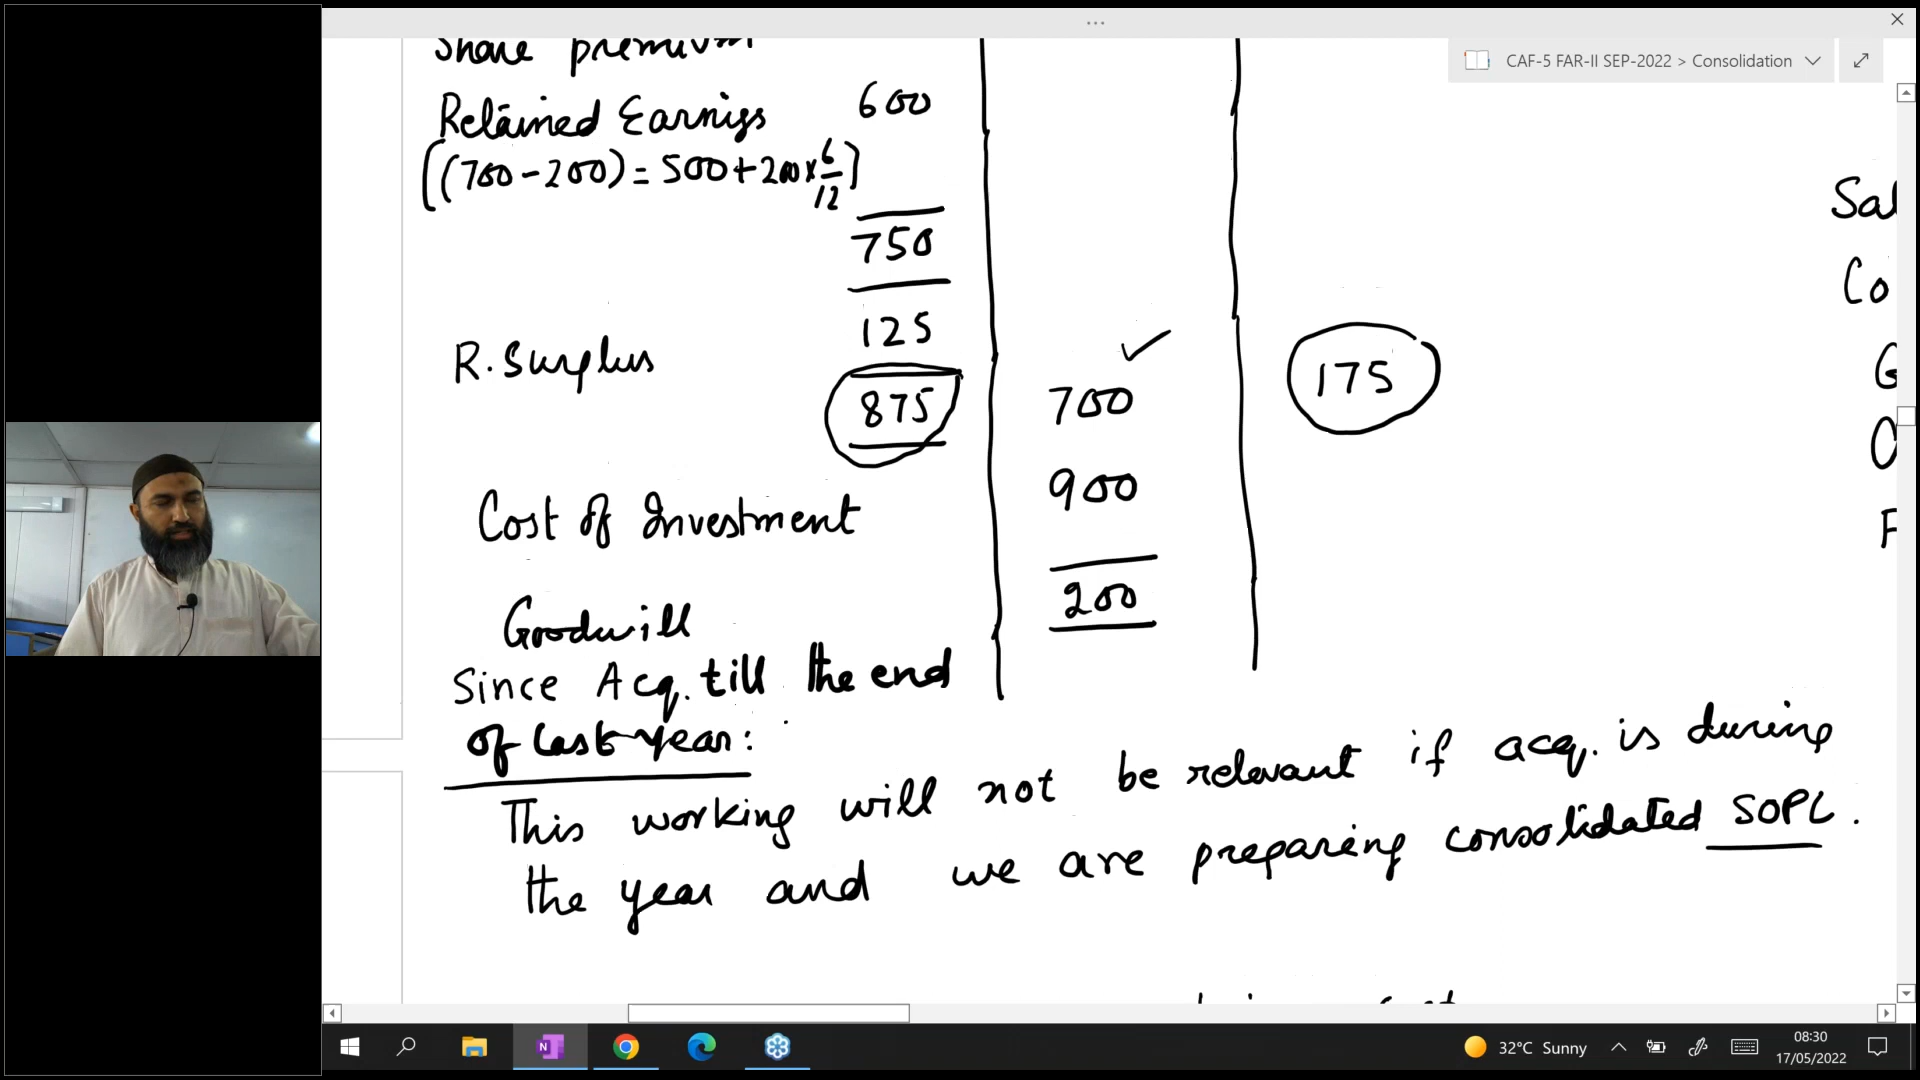 CAF-5 FAR-II SEP-2022 > Consolidation
Share premium
Retained Earnigs 600
[(700-200) = 500 + 200 x 6/12]
750
R. Surplus 125
875 700 175
Cost of Investment 900
Goodwill 200
Since Acq. till the end
of last year:
This working will not be relevant if acq. is during
the year and we are preparing consolidated SOPL.
Sal
Co
G
O
F
32°C Sunny
08:30
17/05/2022